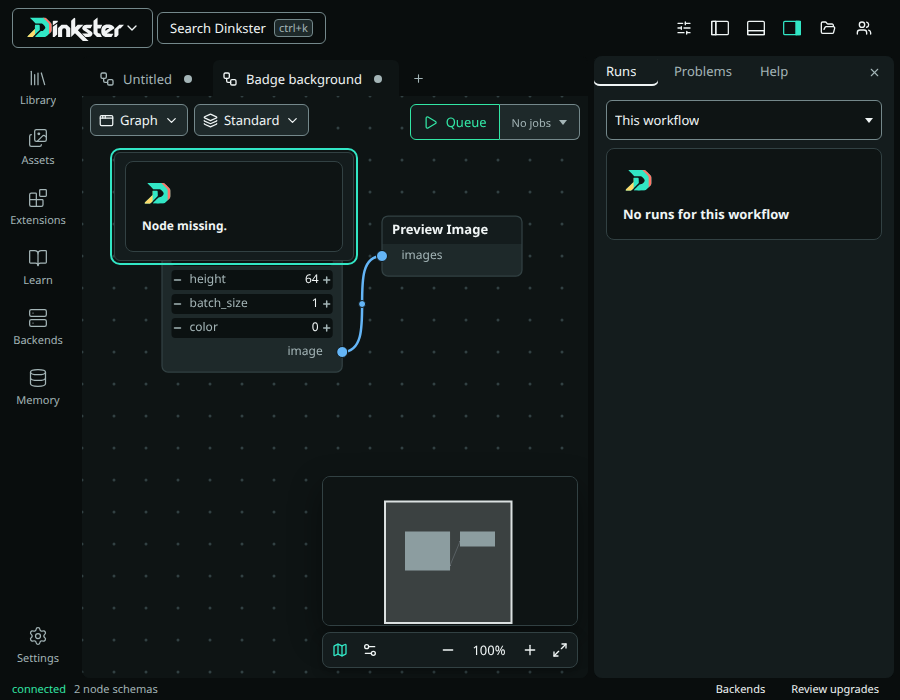 Dinkster
Search Dinkster ctrl+k
Library
Assets
Extensions
Learn
Backends
Memory
Settings
Untitled
Badge background
+
Graph
Standard
Queue
No jobs
Node missing.
height 64
batch_size 1
color 0
image
Preview Image
images
100%
Runs Problems Help
This workflow
No runs for this workflow
connected 2 node schemas
Backends Review upgrades